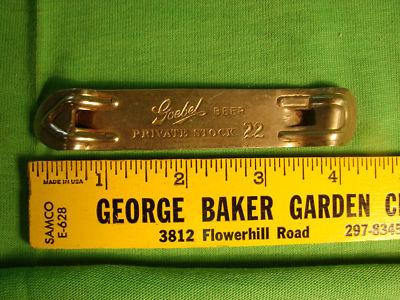 Goebel BEER
PRIVATE STOCK 22
MADE IN USA 1 2 3 4
SAMCO
E-628
GEORGE BAKER GARDEN C
3812 Flowerhill Road 297-8345